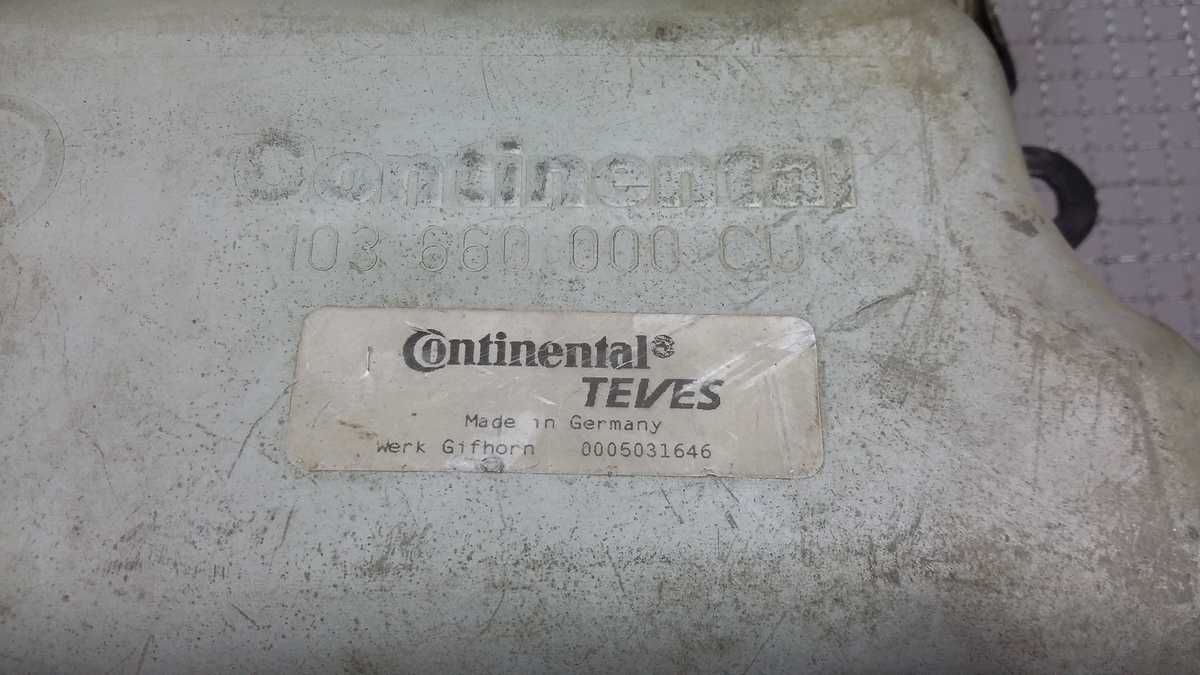 Continental
103 660 000 CU
Continental
TEVES
Made in Germany
Werk Gifhorn 0005031646